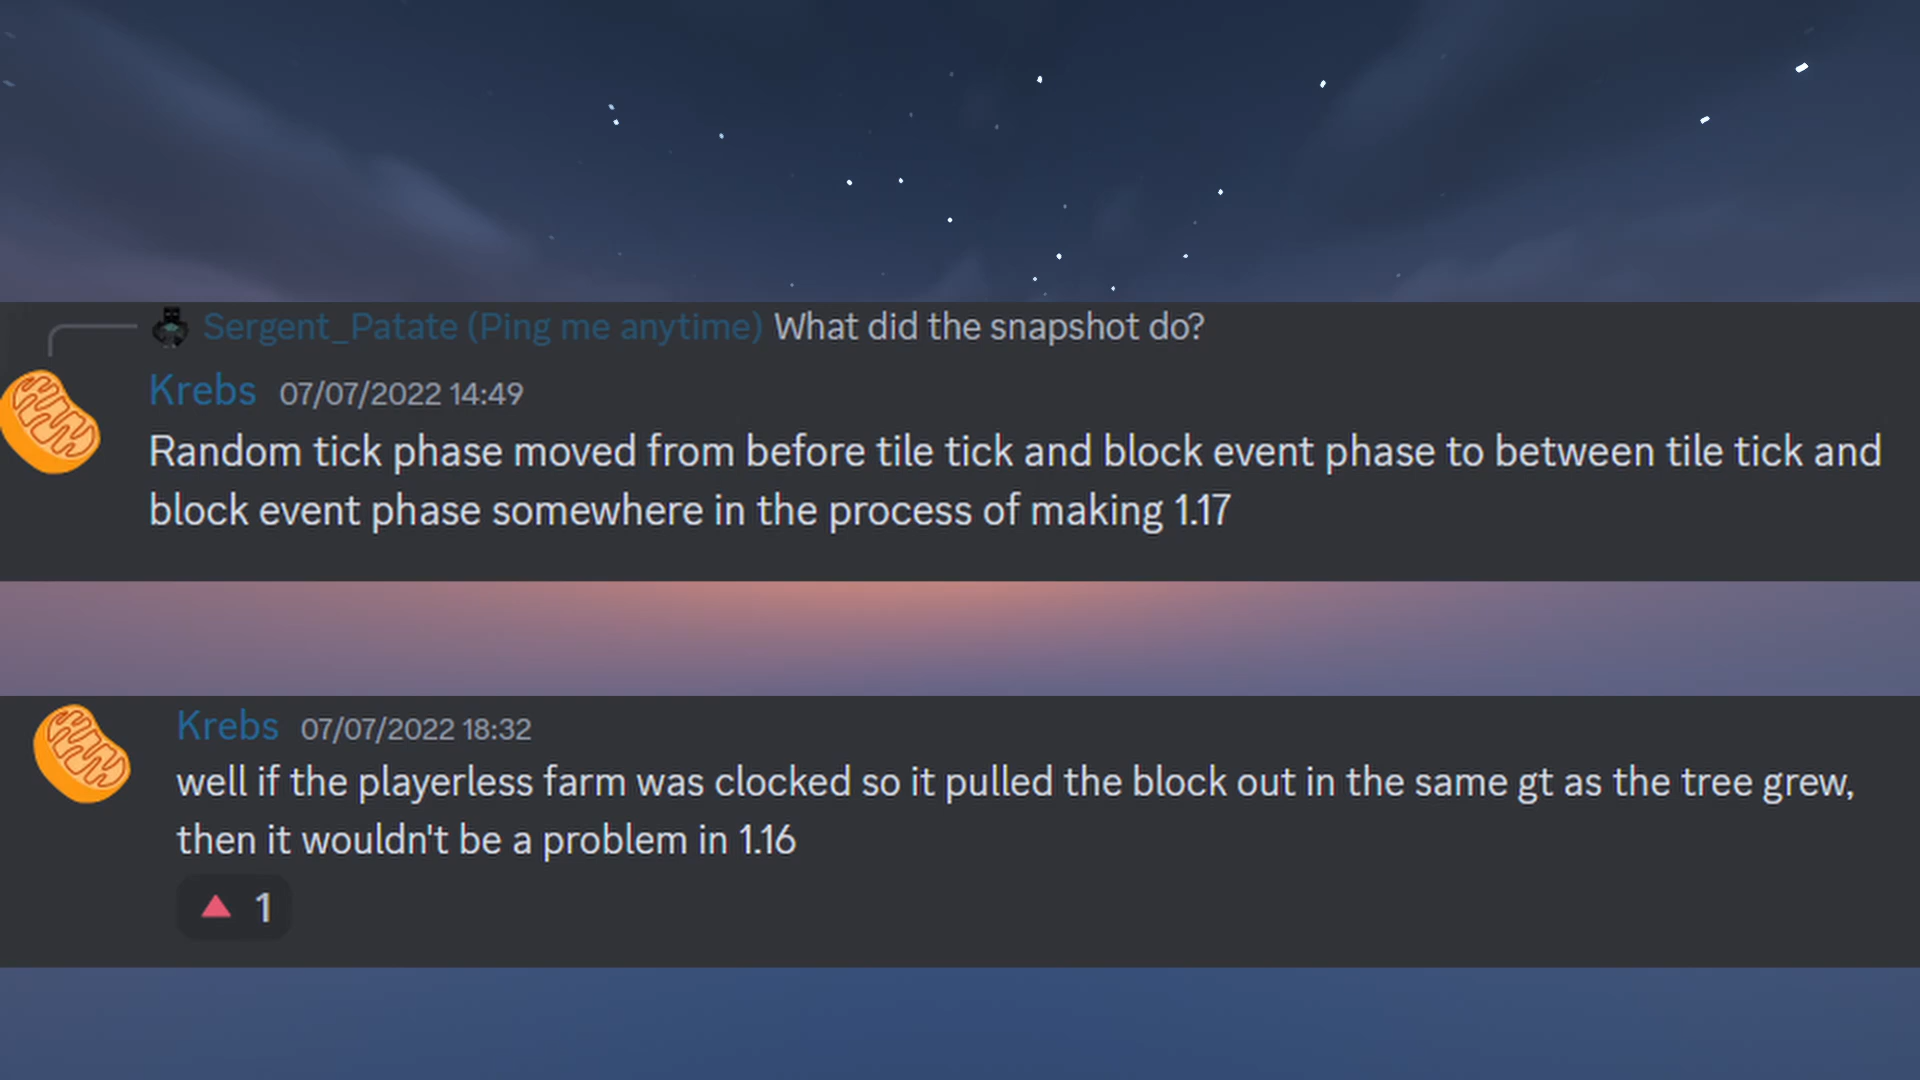 Sergent_Patate (Ping me anytime) What did the snapshot do?
Krebs 07/07/2022 14:49
Random tick phase moved from before tile tick and block event phase to between tile tick and
block event phase somewhere in the process of making 1.17
Krebs 07/07/2022 18:32
well if the playerless farm was clocked so it pulled the block out in the same gt as the tree grew,
then it wouldn't be a problem in 1.16
1